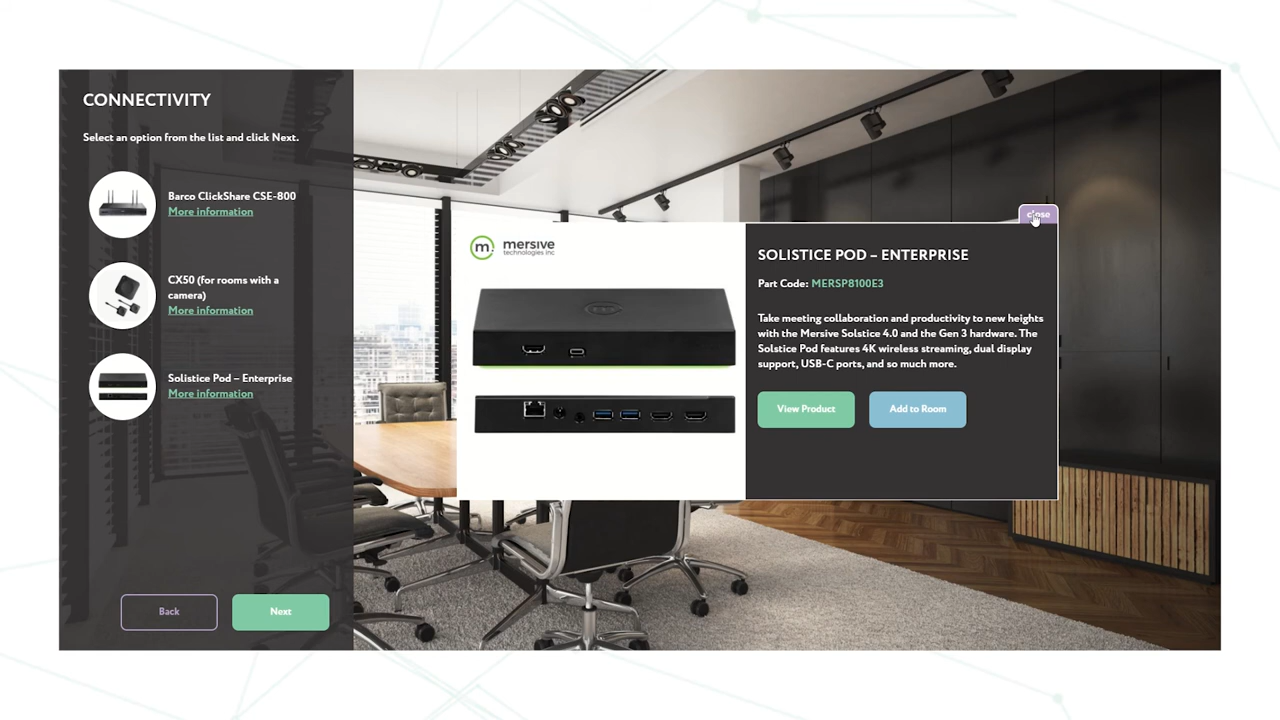 CONNECTIVITY
Select an option from the list and click Next.
Barco ClickShare CSE-800
More information
CX50 (for rooms with a
camera)
More information
Solistice Pod – Enterprise
More information
Back
Next
close
m.
mersive
technologies inc
SOLISTICE POD – ENTERPRISE
Part Code: MERSP8100E3
Take meeting collaboration and productivity to new heights
with the Mersive Solstice 4.0 and the Gen 3 hardware. The
Solstice Pod features 4K wireless streaming, dual display
support, USB-C ports, and so much more.
View Product
Add to Room